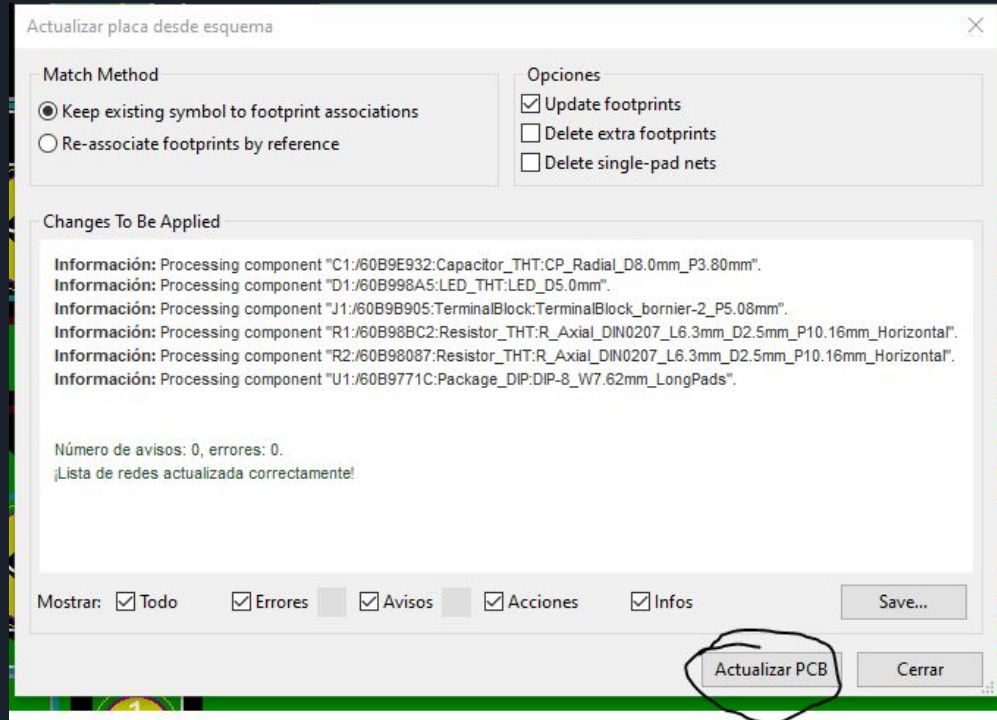 Actualizar placa desde esquema
Match Method
Keep existing symbol to footprint associations
Re-associate footprints by reference
Opciones
Update footprints
Delete extra footprints
Delete single-pad nets
Changes To Be Applied
Información: Processing component "C1:/60B9E932:Capacitor_THT:CP_Radial_D8.0mm_P3.80mm".
Información: Processing component "D1:/60B998A5:LED_THT:LED_D5.0mm".
Información: Processing component "J1:/60B9B905:TerminalBlock:TerminalBlock_bornier-2_P5.08mm".
Información: Processing component "R1:/60B98BC2:Resistor_THT:R_Axial_DIN0207_L6.3mm_D2.5mm_P10.16mm_Horizontal".
Información: Processing component "R2:/60B98087:Resistor_THT:R_Axial_DIN0207_L6.3mm_D2.5mm_P10.16mm_Horizontal".
Información: Processing component "U1:/60B9771C:Package_DIP:DIP-8_W7.62mm_LongPads".
Número de avisos: 0, errores: 0.
¡Lista de redes actualizada correctamente!
Mostrar: Todo Errores Avisos Acciones Infos Save...
Actualizar PCB Cerrar
1